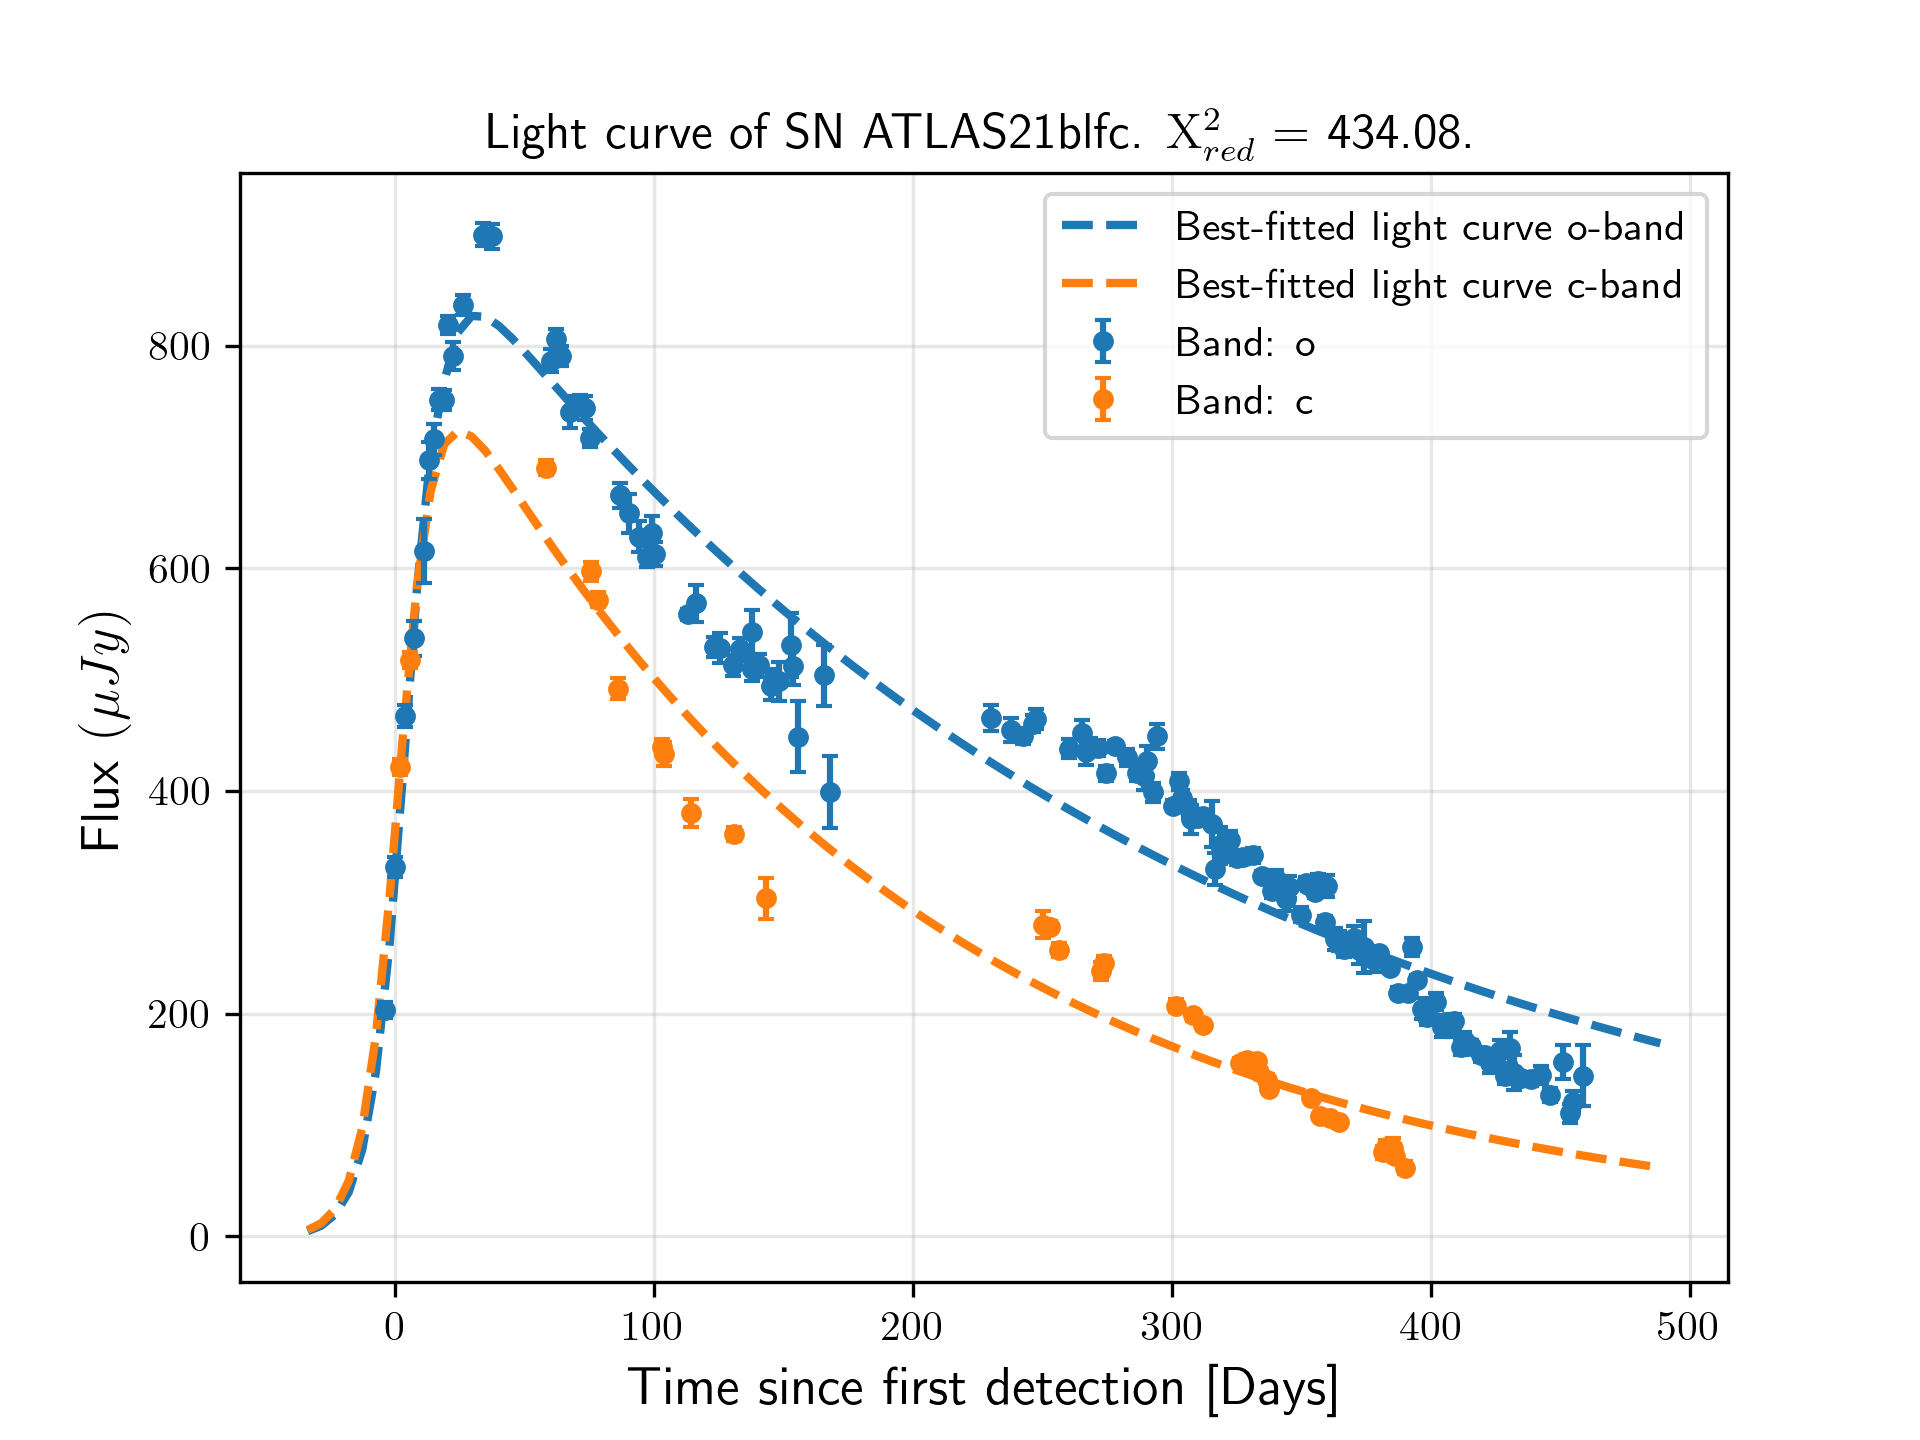 Light curve of SN ATLAS21blfc. X²red = 434.08.
Best-fitted light curve o-band
Best-fitted light curve c-band
Band: o
Band: c
Flux (μJy)
800
600
400
200
0
0 100 200 300 400 500
Time since first detection [Days]